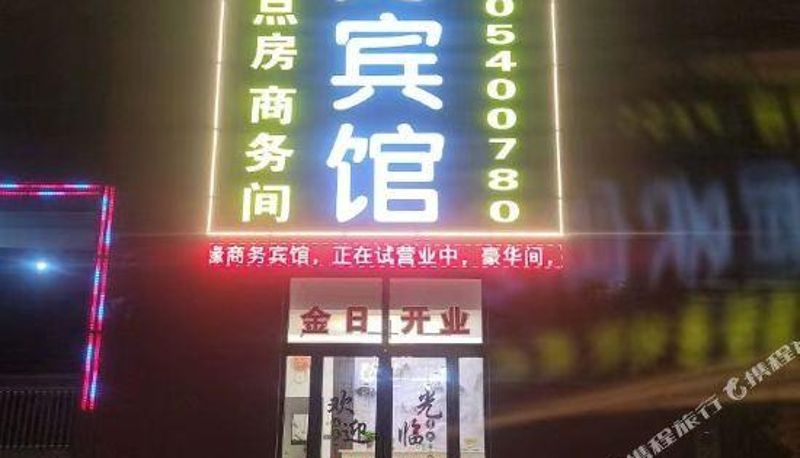 点房 商务间
宾馆
05400780
缘商务宾馆，正在试营业中，豪华间，
金日开业
欢迎
光临
携程旅行